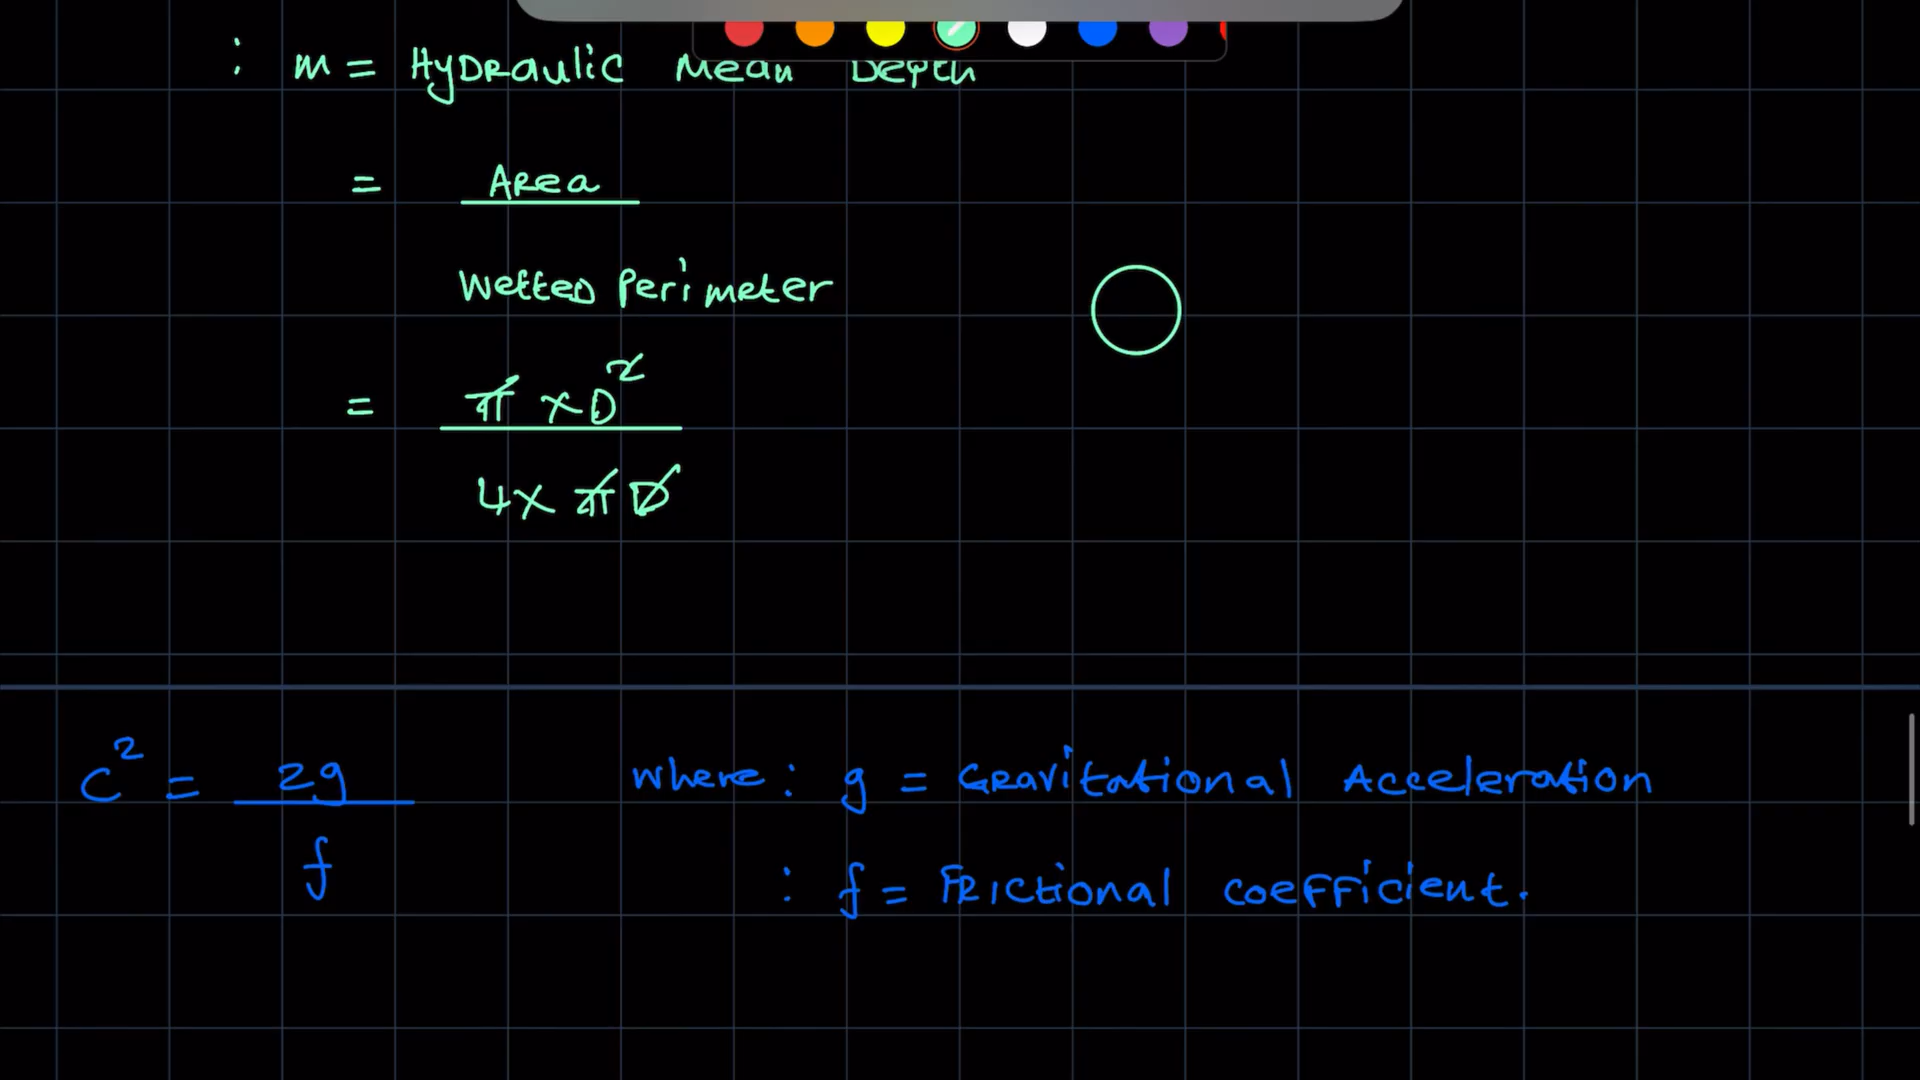 : m = Hydraulic Mean Depth
= Area
Wetted Perimeter
= π × D²
4 × π D
C² = 2g where : g = Gravitational Acceleration
f : f = Frictional coefficient.